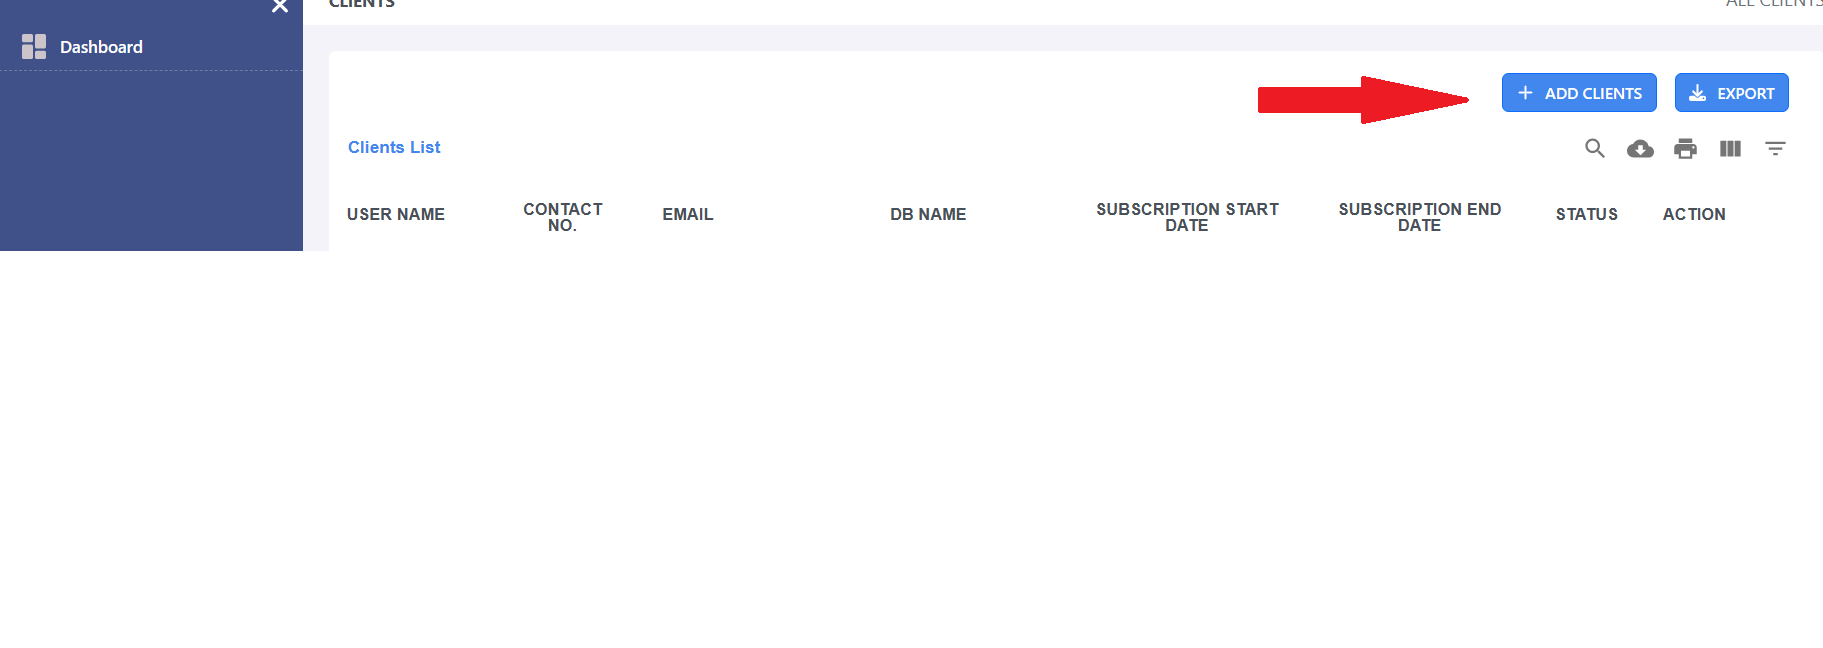 CLIENTS
ALL CLIENTS
Dashboard
ADD CLIENTS
EXPORT
Clients List
USER NAME
CONTACT
NO.
EMAIL
DB NAME
SUBSCRIPTION START
DATE
SUBSCRIPTION END
DATE
STATUS
ACTION